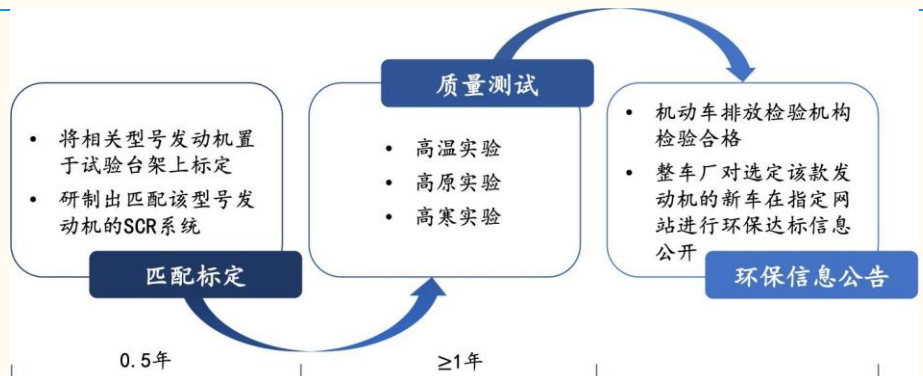 • 将相关型号发动机置
于试验台架上标定
• 研制出匹配该型号发
动机的SCR系统
匹配标定
质量测试
• 高温实验
• 高原实验
• 高寒实验
• 机动车排放检验机构
检验合格
• 整车厂对选定该款发
动机的新车在指定网
站进行环保达标信息
公开
环保信息公告
0.5年
≥1年